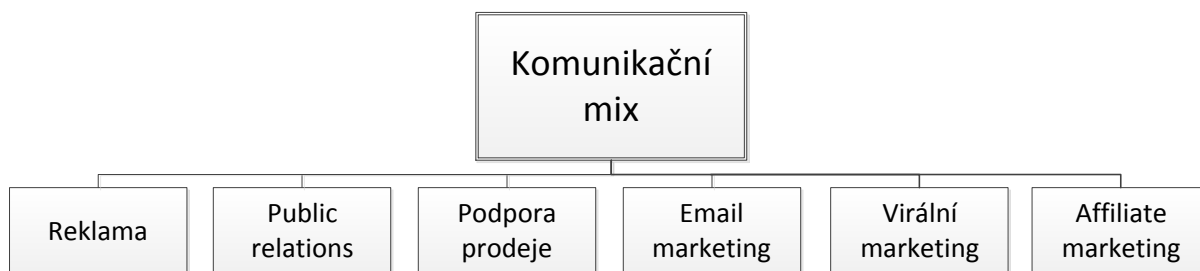 Komunikační
mix
Reklama
Public
relations
Podpora
prodeje
Email
marketing
Virální
marketing
Affiliate
marketing